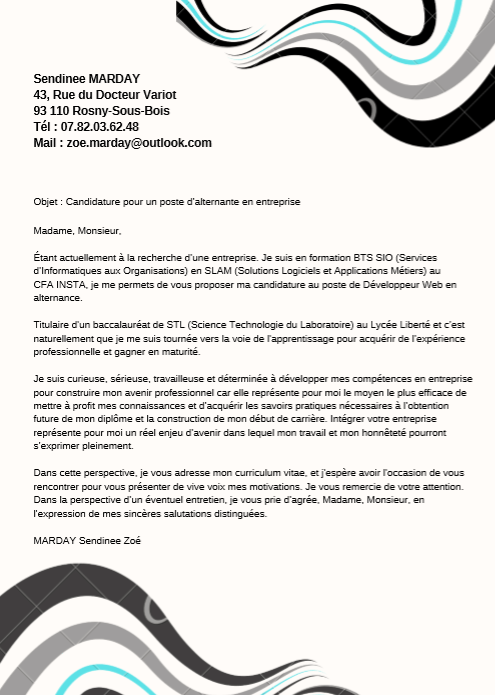 Sendinee MARDAY
43, Rue du Docteur Variot
93 110 Rosny-Sous-Bois
Tél : 07.82.03.62.48
Mail : zoe.marday@outlook.com
Objet : Candidature pour un poste d'alternante en entreprise
Madame, Monsieur,
Étant actuellement à la recherche d'une entreprise. Je suis en formation BTS SIO (Services
d'Informatiques aux Organisations) en SLAM (Solutions Logiciels et Applications Métiers) au
CFA INSTA, je me permets de vous proposer ma candidature au poste de Développeur Web en
alternance.
Titulaire d'un baccalauréat de STL (Science Technologie du Laboratoire) au Lycée Liberté et c'est
naturellement que je me suis tournée vers la voie de l'apprentissage pour acquérir de l'expérience
professionnelle et gagner en maturité.
Je suis curieuse, sérieuse, travailleuse et déterminée à développer mes compétences en entreprise
pour construire mon avenir professionnel car elle représente pour moi le moyen le plus efficace de
mettre à profit mes connaissances et d'acquérir les savoirs pratiques nécessaires à l'obtention
future de mon diplôme et la construction de mon début de carrière. Intégrer votre entreprise
représente pour moi un réel enjeu d'avenir dans lequel mon travail et mon honnêteté pourront
s'exprimer pleinement.
Dans cette perspective, je vous adresse mon curriculum vitae, et j'espère avoir l'occasion de vous
rencontrer pour vous présenter de vive voix mes motivations. Je vous remercie de votre attention.
Dans la perspective d'un éventuel entretien, je vous prie d'agrée, Madame, Monsieur, en
l'expression de mes sincères salutations distinguées.
MARDAY Sendinee Zoé